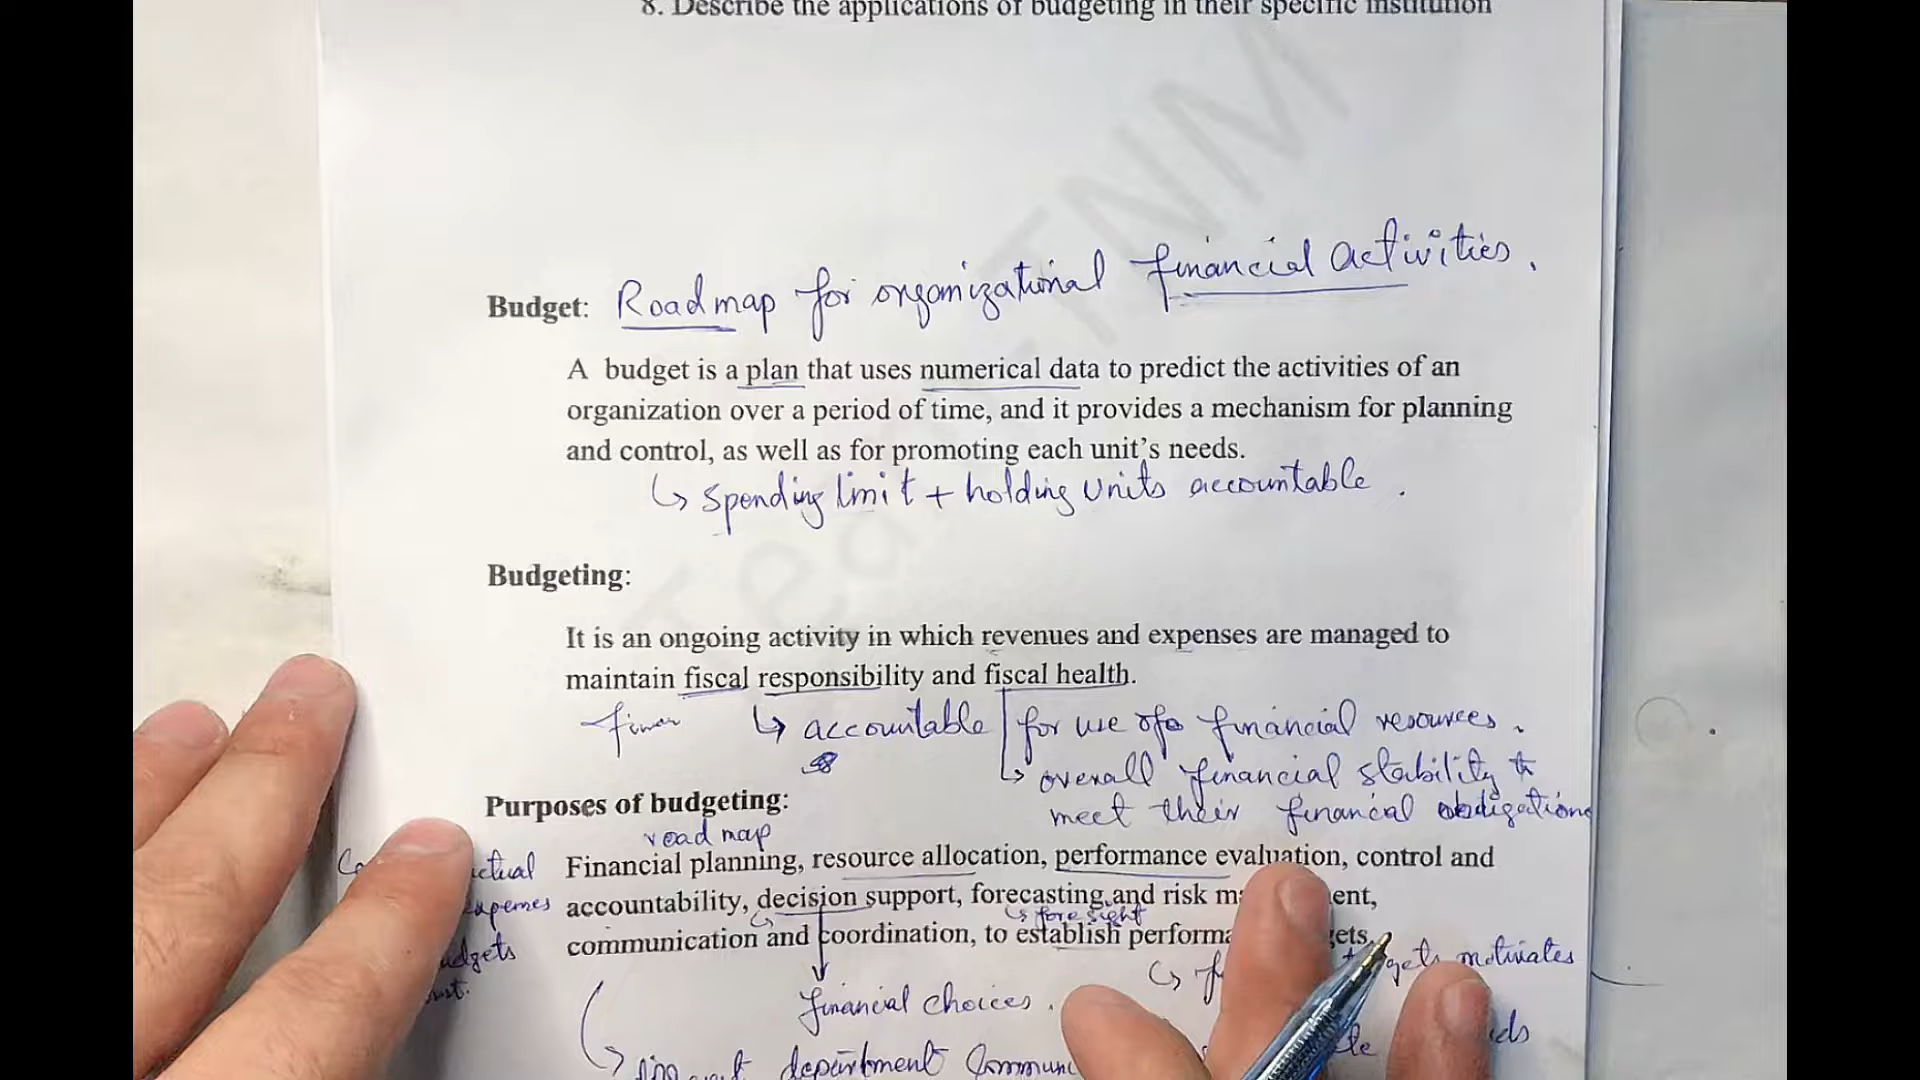 8. Describe the applications of budgeting in their specific institution
Budget: Roadmap for organizational financial activities.
A budget is a plan that uses numerical data to predict the activities of an
organization over a period of time, and it provides a mechanism for planning
and control, as well as for promoting each unit's needs.
↳ spending limit + holding units accountable.
Budgeting:
It is an ongoing activity in which revenues and expenses are managed to
maintain fiscal responsibility and fiscal health.
↳ accountable for use of financial resources.
↳ overall financial stability to
meet their financial
Purposes of budgeting:
road map
Financial planning, resource allocation, performance evaluation, control and
accountability, decision support, forecasting and risk
↳ foresight
communication and coordination, to establish
motivates
financial choices.
department
TNM